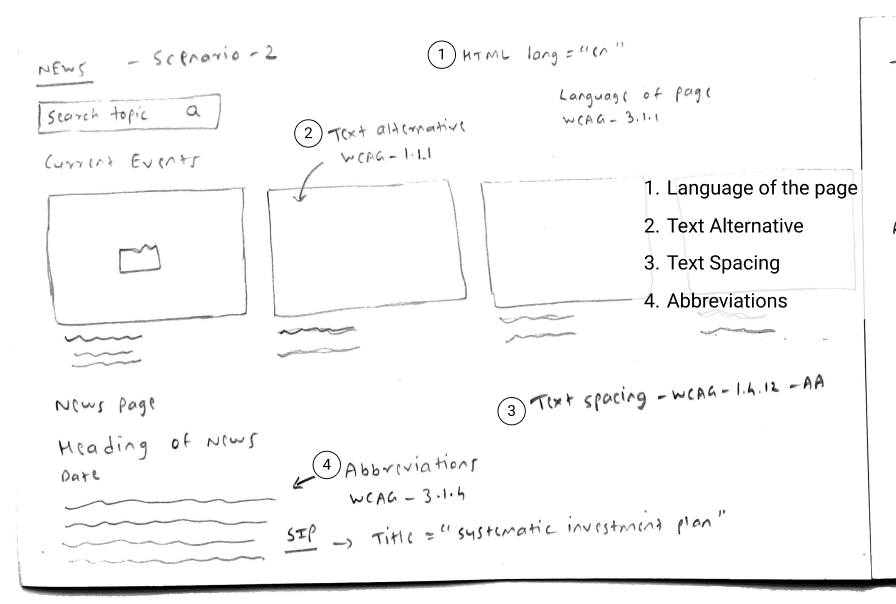 NEWS – Scenario - 2
1 HTML lang = "en"
Search topic
Language of page
WCAG - 3.1.1
2 Text alternative
WCAG - 1.1.1
Current Events
1. Language of the page
2. Text Alternative
3. Text Spacing
4. Abbreviations
3 Text spacing - WCAG - 1.4.12 - AA
News Page
Heading of News
Date
4 Abbreviations
WCAG - 3.1.4
SIP -> Title = "systematic investment plan"